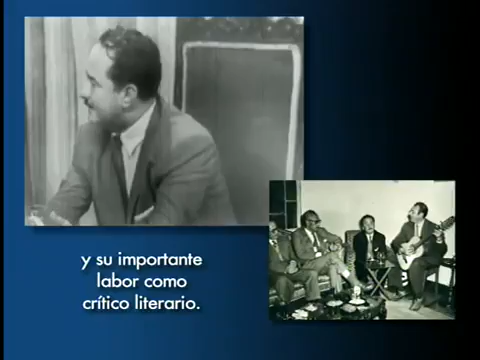 y su importante
labor como
crítico literario.